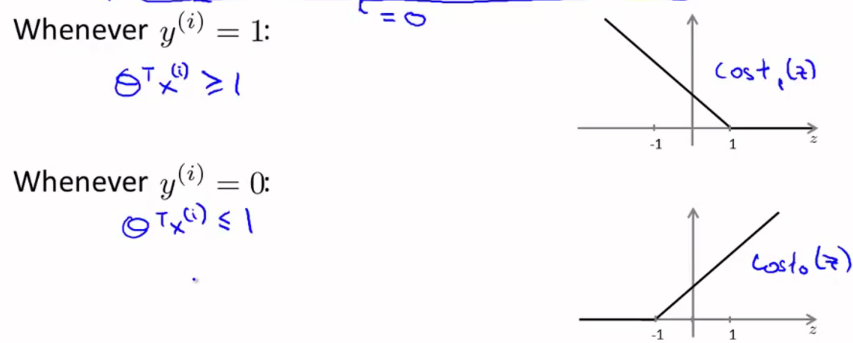 = 0
Whenever y^{(i)} = 1:
θ^T x^{(i)} ≥ 1
cost₁(z)
-1 1 z
Whenever y^{(i)} = 0:
θ^T x^{(i)} ≤ 1
cost₀(z)
-1 1 z